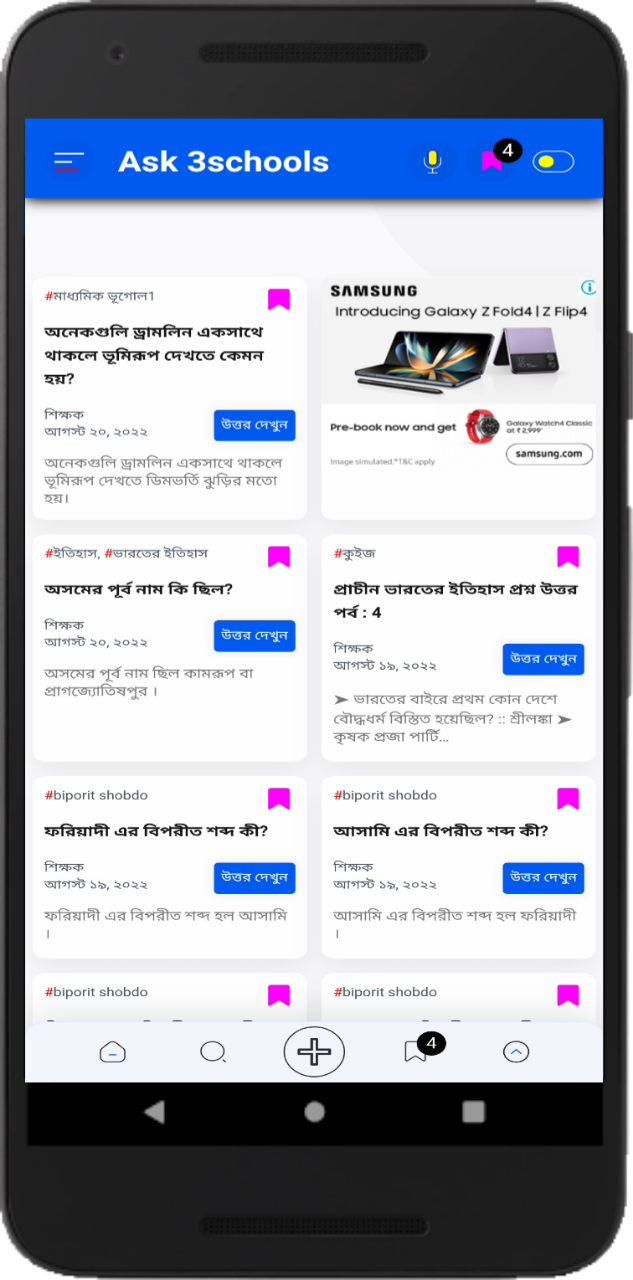 Ask 3schools
4
#মাধ্যমিক ভূগোল1
অনেকগুলি ড্রামলিন একসাথে
থাকলে ভূমিরূপ দেখতে কেমন
হয়?
শিক্ষক
আগস্ট ২০, ২০২২
উত্তর দেখুন
অনেকগুলি ড্রামলিন একসাথে থাকলে
ভূমিরূপ দেখতে ডিমভর্তি ঝুড়ির মতো
হয়।
SAMSUNG
Introducing Galaxy Z Fold4 | Z Flip4
Pre-book now and get
Galaxy Watch4 Classic
at ₹2,999*
Image simulated.*T&C apply
samsung.com
#ইতিহাস, #ভারতের ইতিহাস
অসমের পূর্ব নাম কি ছিল?
শিক্ষক
আগস্ট ২০, ২০২২
উত্তর দেখুন
অসমের পূর্ব নাম ছিল কামরূপ বা
প্রাগজ্যোতিষপুর ।
#কুইজ
প্রাচীন ভারতের ইতিহাস প্রশ্ন উত্তর
পর্ব : 4
শিক্ষক
আগস্ট ১৯, ২০২২
উত্তর দেখুন
➤ ভারতের বাইরে প্রথম কোন দেশে
বৌদ্ধধর্ম বিস্তিত হয়েছিল? :: শ্রীলঙ্কা ➤
কৃষক প্রজা পার্টি...
#biporit shobdo
ফরিয়াদী এর বিপরীত শব্দ কী?
শিক্ষক
আগস্ট ১৯, ২০২২
উত্তর দেখুন
ফরিয়াদী এর বিপরীত শব্দ হল আসামি
।
#biporit shobdo
আসামি এর বিপরীত শব্দ কী?
শিক্ষক
আগস্ট ১৯, ২০২২
উত্তর দেখুন
আসামি এর বিপরীত শব্দ হল ফরিয়াদী
।
#biporit shobdo
#biporit shobdo
4